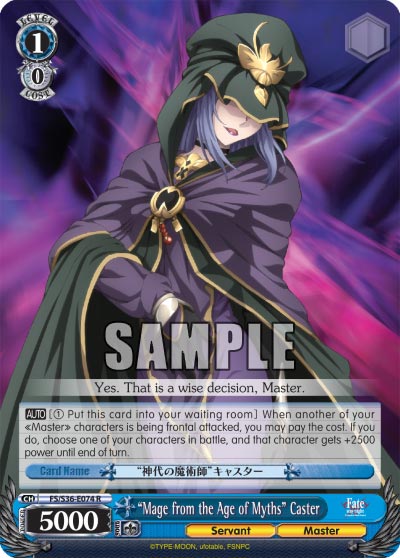 LEVEL
1
0
COST
SAMPLE
Yes. That is a wise decision, Master.
AUTO [① Put this card into your waiting room] When another of your
«Master» characters is being frontal attacked, you may pay the cost. If you
do, choose one of your characters in battle, and that character gets +2500
power until end of turn.
Card Name
“神代の魔術師”キャスター
CH
FS/S36-E074 R
POWER
5000
SOUL
“Mage from the Age of Myths” Caster
Fate
Servant
Master
©TYPE-MOON, ufotable, FSNPC